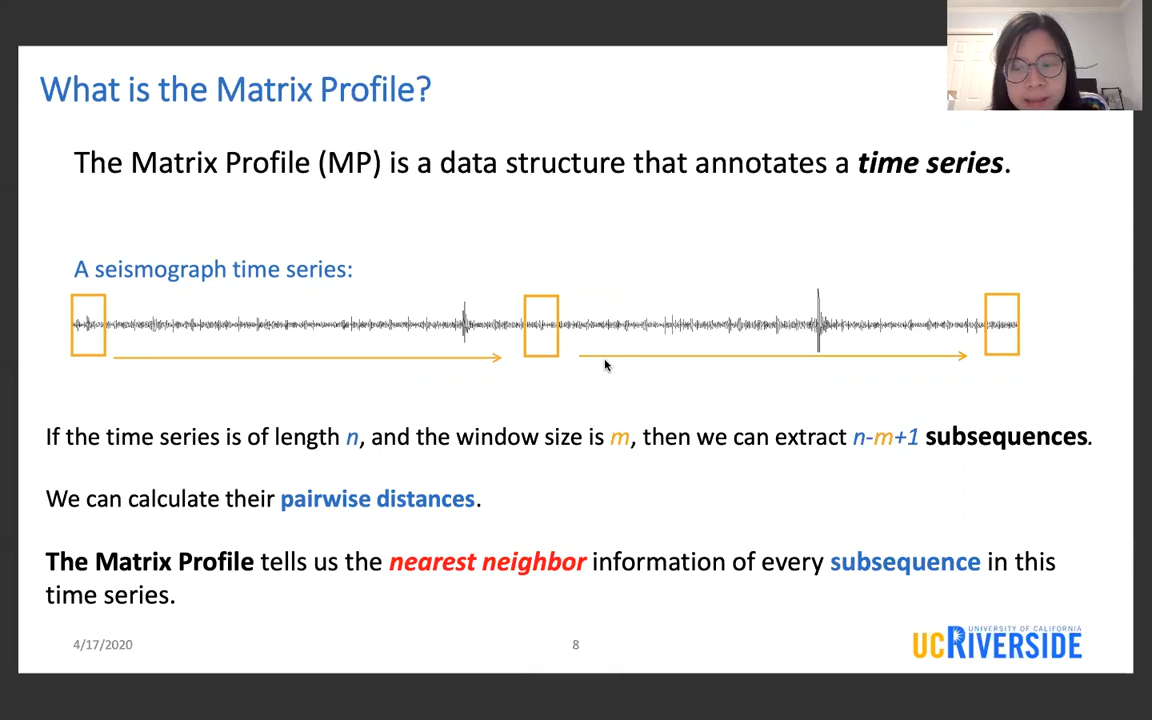 What is the Matrix Profile?
The Matrix Profile (MP) is a data structure that annotates a time series.
A seismograph time series:
If the time series is of length n, and the window size is m, then we can extract n-m+1 subsequences.
We can calculate their pairwise distances.
The Matrix Profile tells us the nearest neighbor information of every subsequence in this
time series.
4/17/2020
8
UNIVERSITY OF CALIFORNIA
UCRIVERSIDE